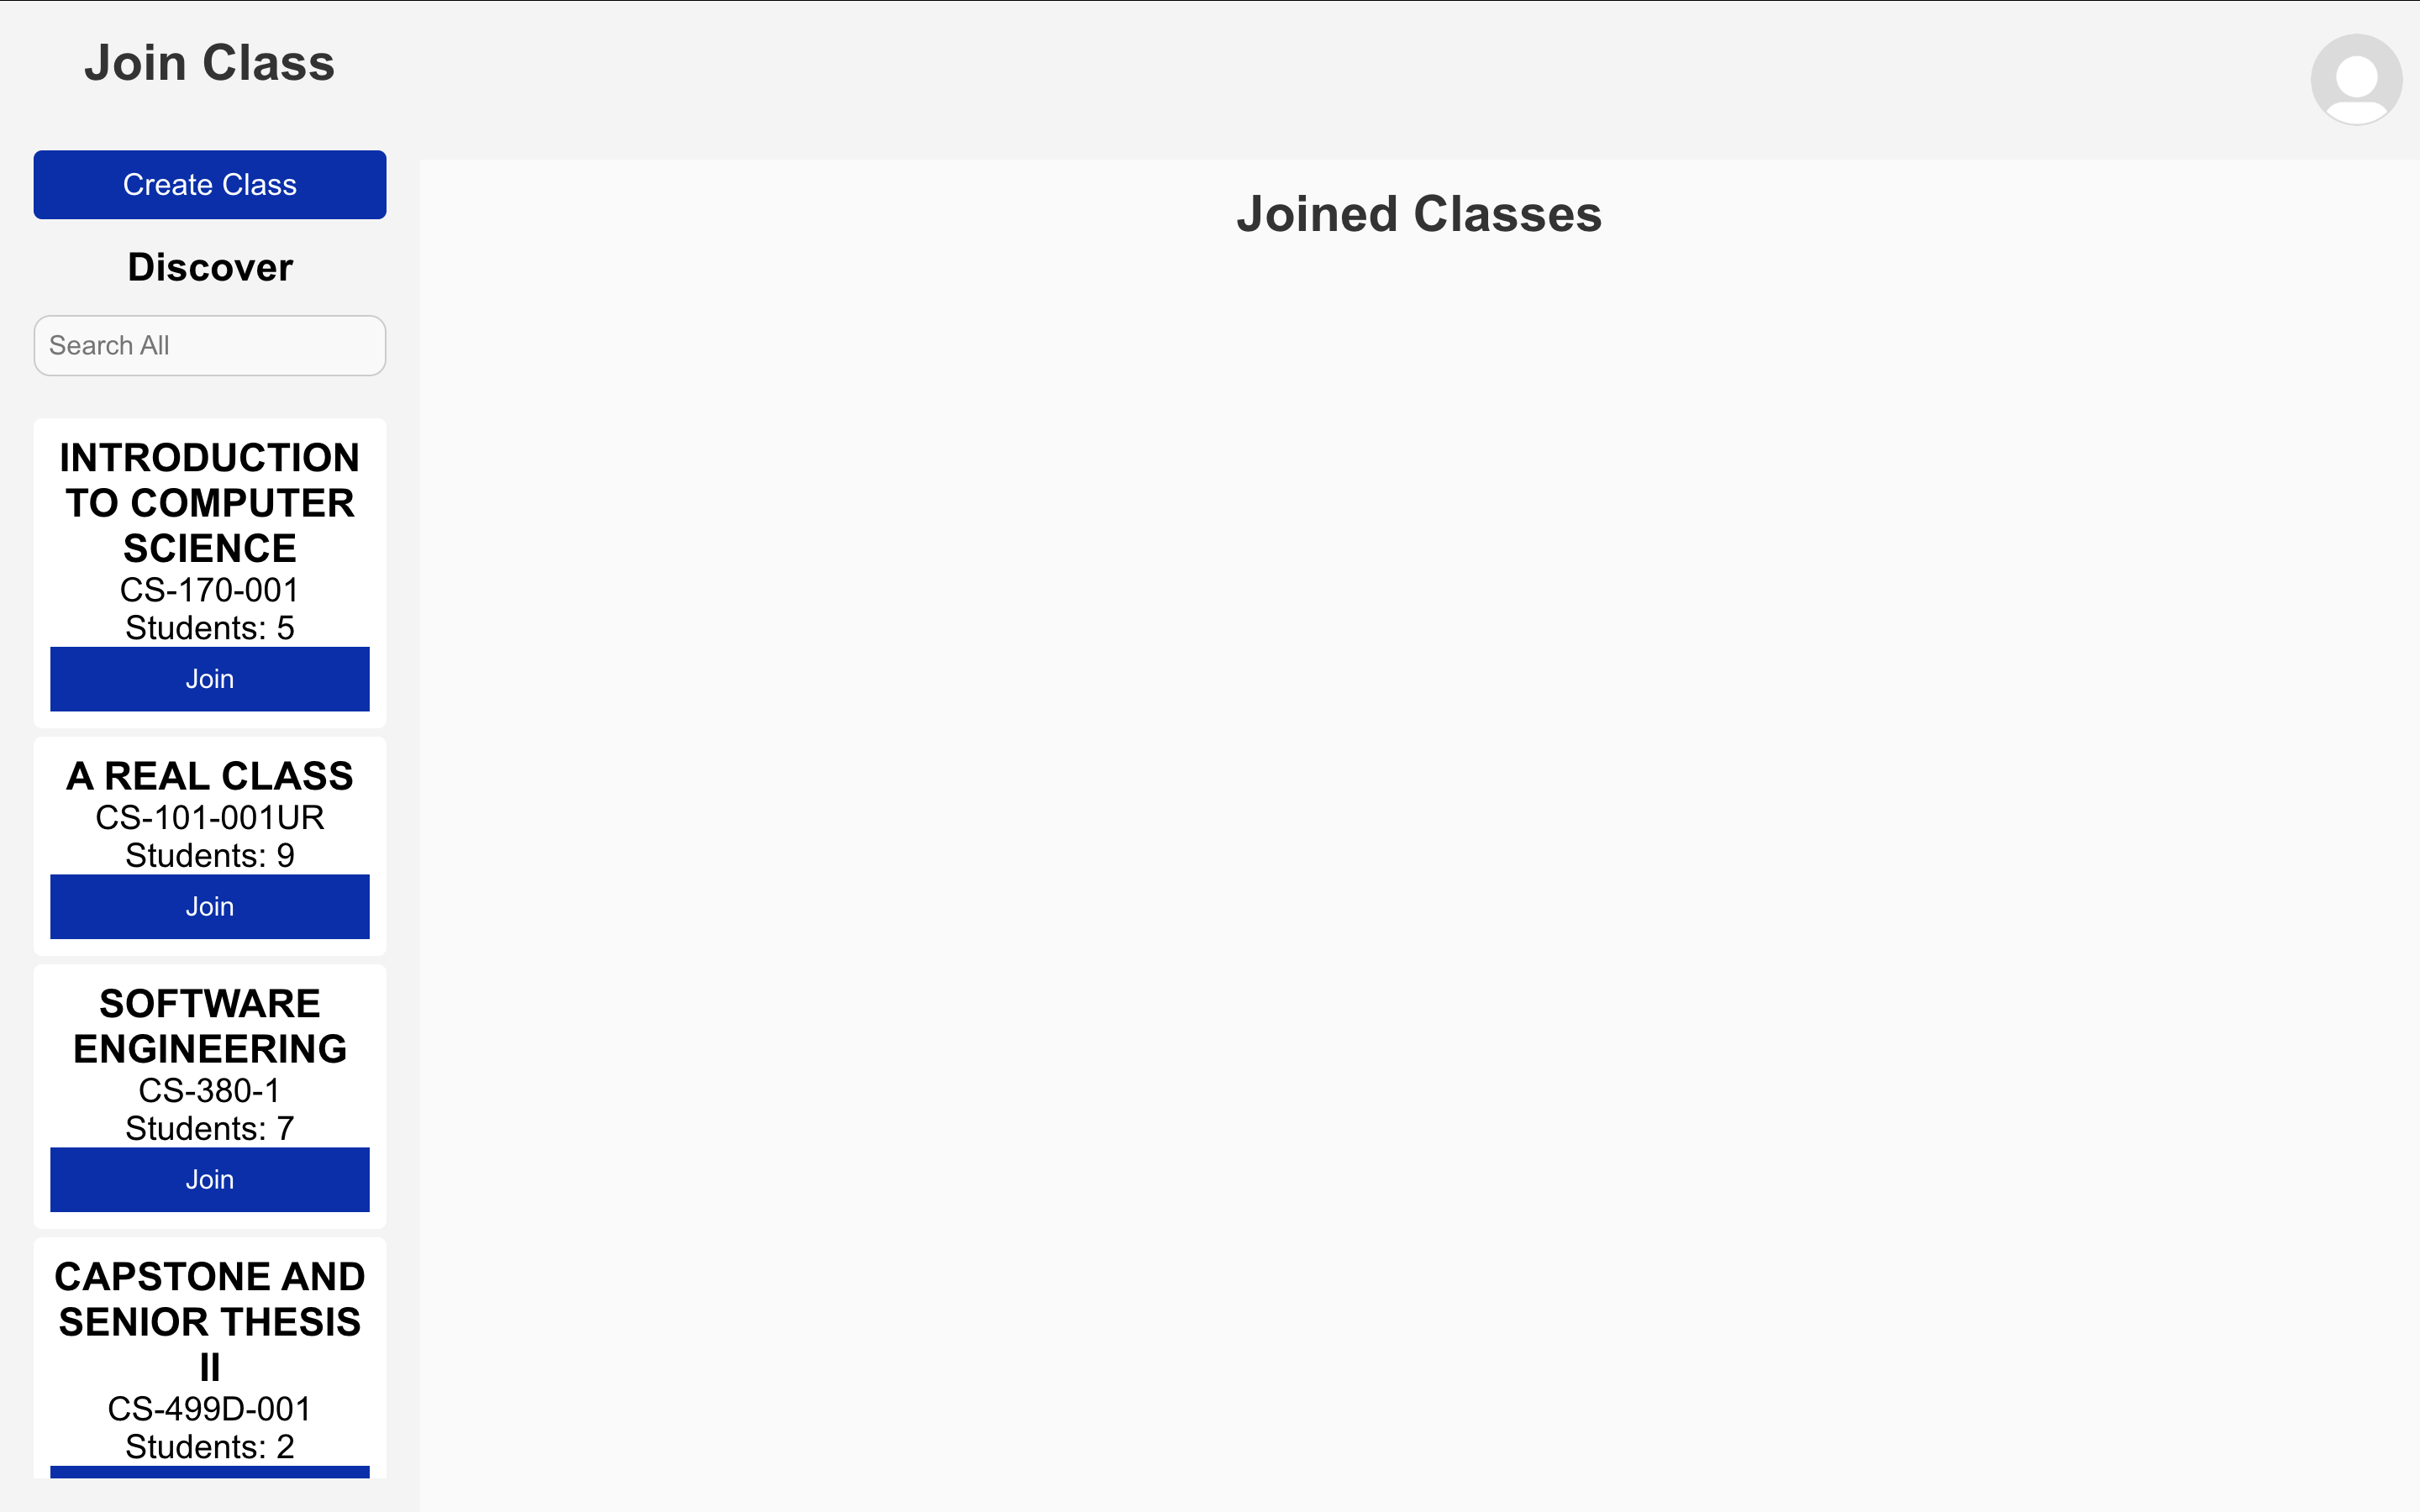 Join Class
Create Class
Discover
Search All
INTRODUCTION
TO COMPUTER
SCIENCE
CS-170-001
Students: 5
Join
A REAL CLASS
CS-101-001UR
Students: 9
Join
SOFTWARE
ENGINEERING
CS-380-1
Students: 7
Join
CAPSTONE AND
SENIOR THESIS
II
CS-499D-001
Students: 2
Joined Classes